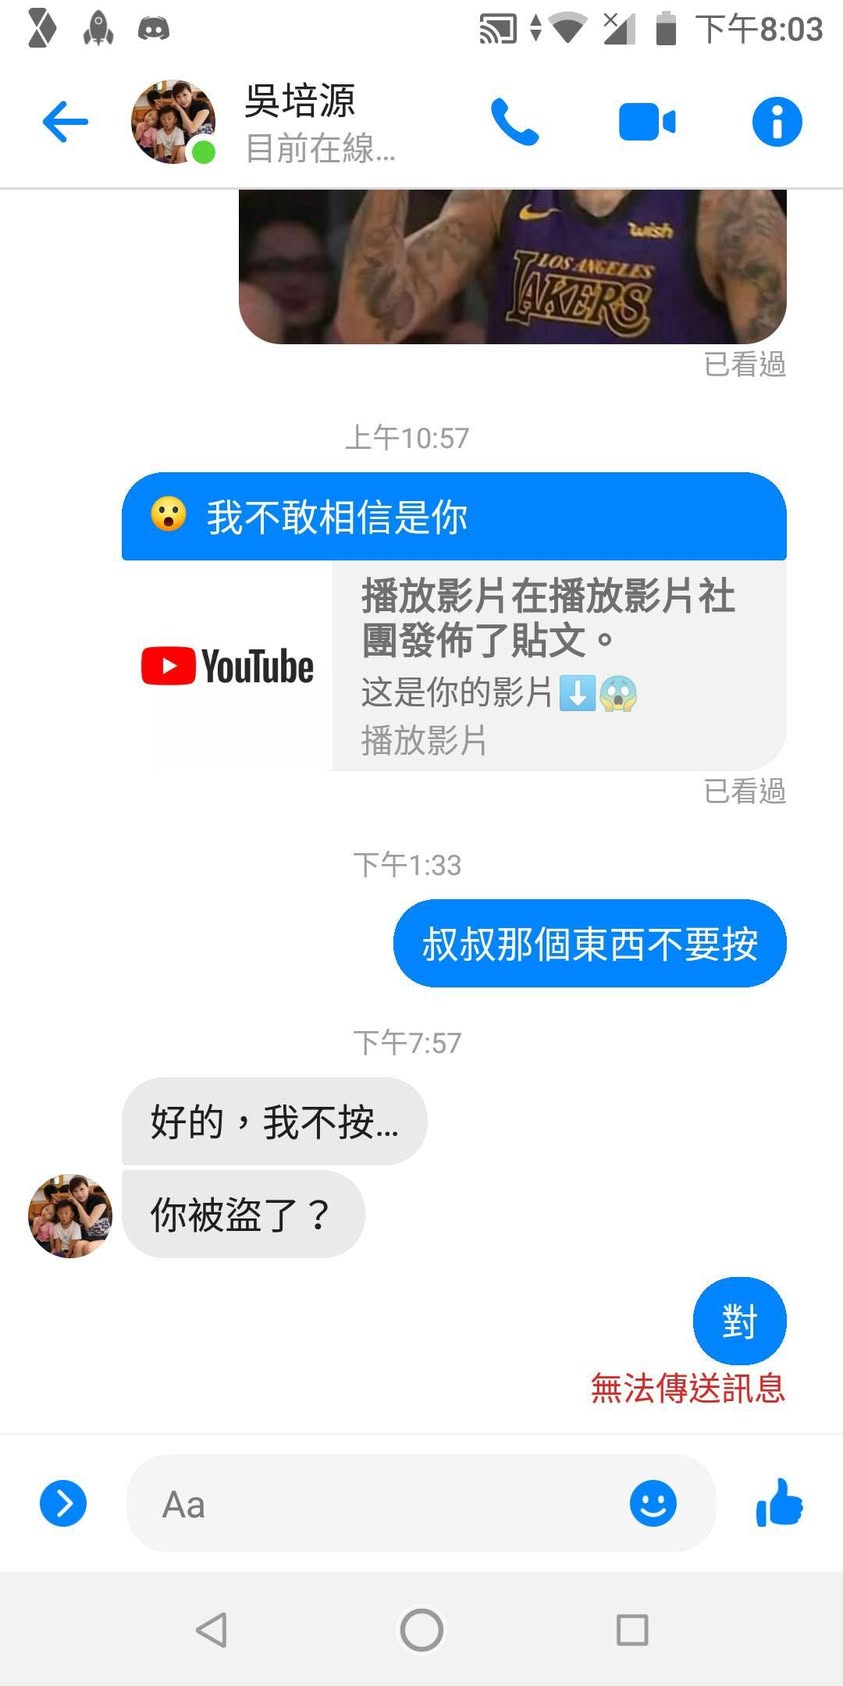 下午8:03
吳培源
目前在線...
wish
LOS ANGELES
LAKERS
已看過
上午10:57
😮 我不敢相信是你
播放影片在播放影片社
團發佈了貼文。
YouTube
这是你的影片⬇️😱
播放影片
已看過
下午1:33
叔叔那個東西不要按
下午7:57
好的，我不按...
你被盜了？
對
無法傳送訊息
Aa